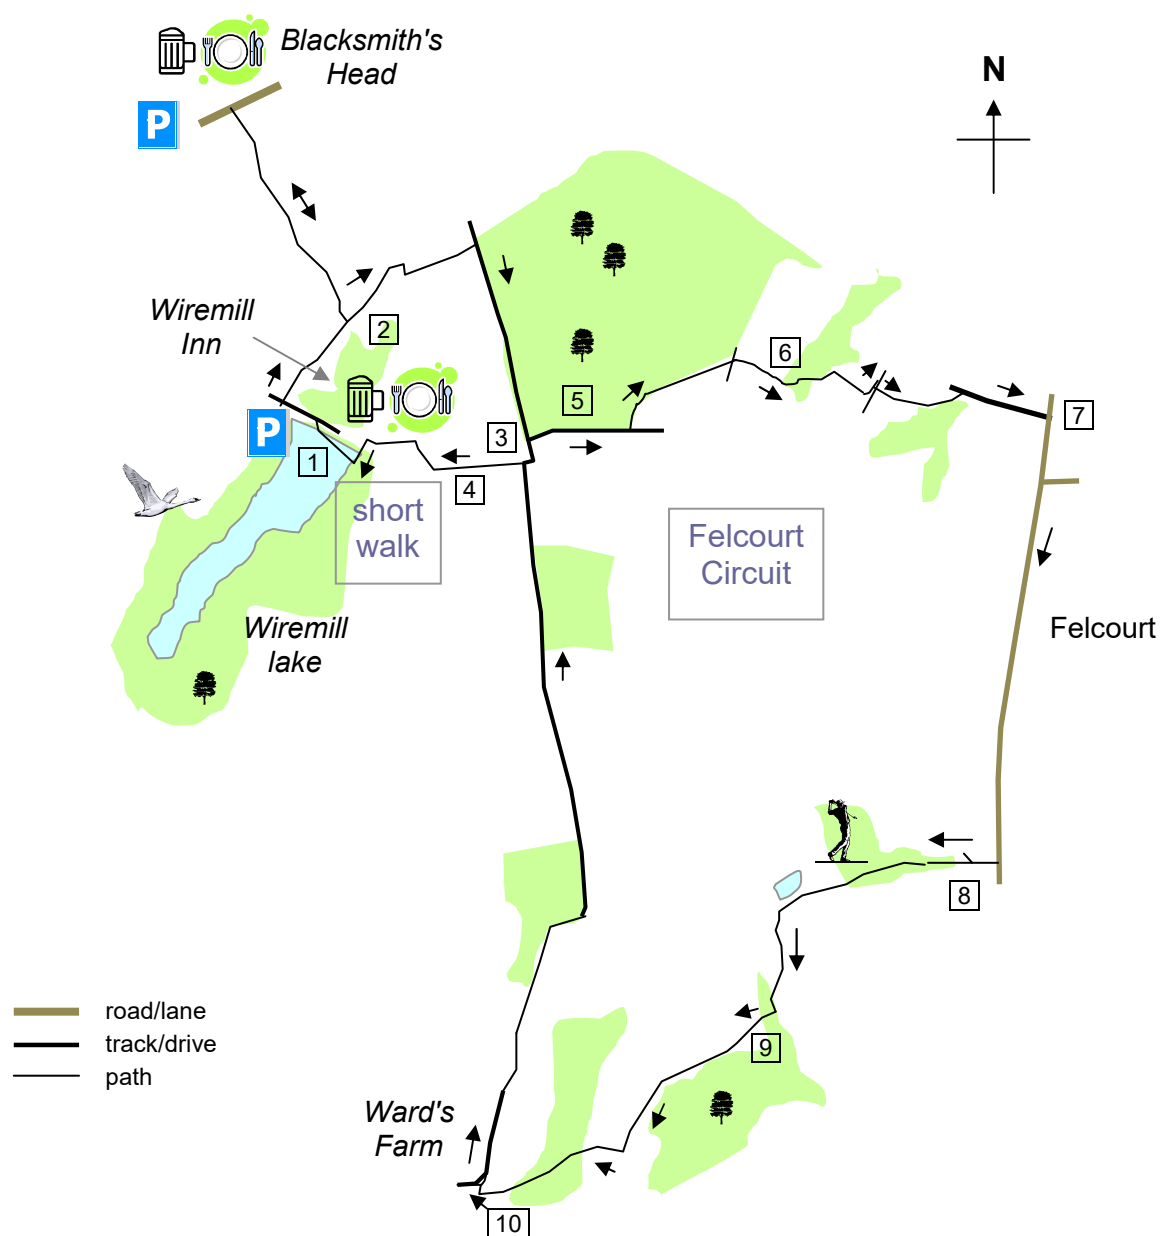 Blacksmith's
Head
P
N
Wiremill
Inn
2
6
5
7
3
P
1
4
short
walk
Felcourt
Circuit
Wiremill
lake
Felcourt
8
road/lane
track/drive
path
9
Ward's
Farm
10